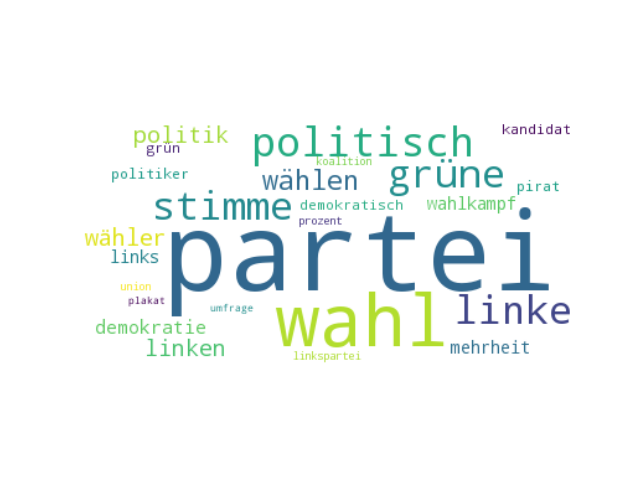 kandidat
politik
politisch
grün
koalition
grüne
politiker
wählen
pirat
stimme
demokratisch
wahlkampf
prozent
partei
wähler
links
union
plakat
umfrage
wahl
linke
demokratie
linken
mehrheit
linkspartei